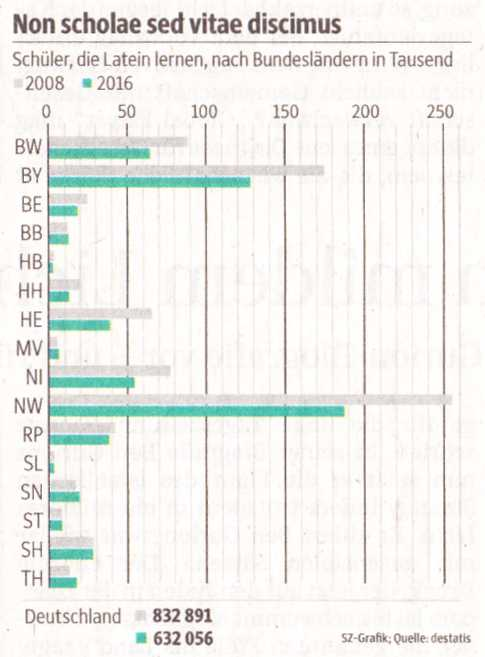 Non scholae sed vitae discimus
Schüler, die Latein lernen, nach Bundesländern in Tausend
2008 2016
0 50 100 150 200 250
BW
BY
BE
BB
HB
HH
HE
MV
NI
NW
RP
SL
SN
ST
SH
TH
Deutschland 832 891
632 056
SZ-Grafik; Quelle: destatis